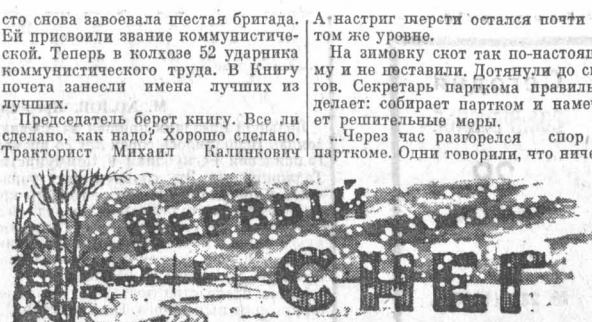 сто снова завоевала шестая бригада.
Ей присвоили звание коммунистиче-
ской. Теперь в колхозе 52 ударника
коммунистического труда. В Книгу
почета занесли имена лучших из
лучших.
Председатель берет книгу. Все ли
сделано, как надо? Хорошо сделано.
Тракторист Михаил Калинкович
А настриг шерсти остался почти
том же уровне.
На зимовку скот так по-настоящ
му и не поставили. Дотянули до сн
гов. Секретарь парткома правиль
делает: собирает партком и намеч
ет решительные меры.
...Через час разгорелся спор
парткоме. Одни говорили, что ниче
ПЕРВЫЙ
СНЕГ